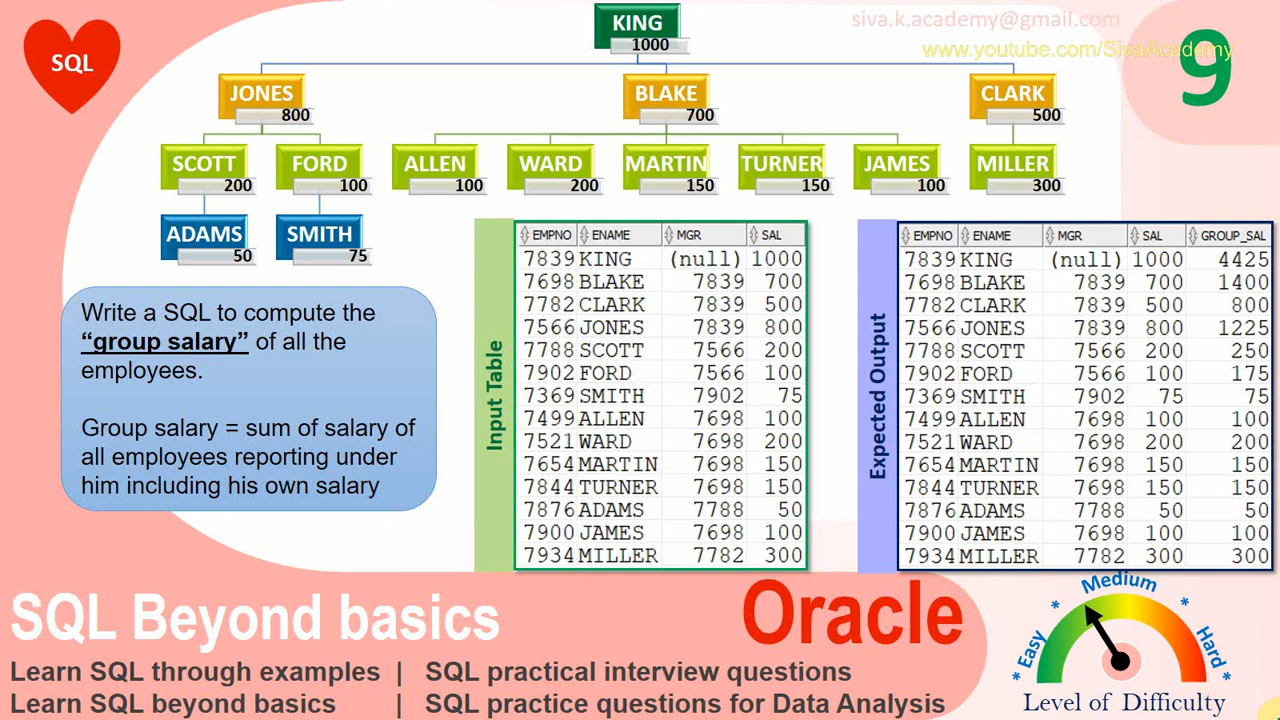 SQL
siva.k.academy@gmail.com
www.youtube.com/SivaAcademy
9
KING
1000
JONES
800
BLAKE
700
CLARK
500
SCOTT
200
FORD
100
ALLEN
100
WARD
200
MARTIN
150
TURNER
150
JAMES
100
MILLER
300
ADAMS
50
SMITH
75
Write a SQL to compute the
“group salary” of all the
employees.
Group salary = sum of salary of
all employees reporting under
him including his own salary
Input Table
EMPNO ENAME MGR SAL
7839 KING (null) 1000
7698 BLAKE 7839 700
7782 CLARK 7839 500
7566 JONES 7839 800
7788 SCOTT 7566 200
7902 FORD 7566 100
7369 SMITH 7902 75
7499 ALLEN 7698 100
7521 WARD 7698 200
7654 MARTIN 7698 150
7844 TURNER 7698 150
7876 ADAMS 7788 50
7900 JAMES 7698 100
7934 MILLER 7782 300
Expected Output
EMPNO ENAME MGR SAL GROUP_SAL
7839 KING (null) 1000 4425
7698 BLAKE 7839 700 1400
7782 CLARK 7839 500 800
7566 JONES 7839 800 1225
7788 SCOTT 7566 200 250
7902 FORD 7566 100 175
7369 SMITH 7902 75 75
7499 ALLEN 7698 100 100
7521 WARD 7698 200 200
7654 MARTIN 7698 150 150
7844 TURNER 7698 150 150
7876 ADAMS 7788 50 50
7900 JAMES 7698 100 100
7934 MILLER 7782 300 300
SQL Beyond basics
Oracle
Learn SQL through examples | SQL practical interview questions
Learn SQL beyond basics | SQL practice questions for Data Analysis
* Easy * Medium * Hard *
Level of Difficulty